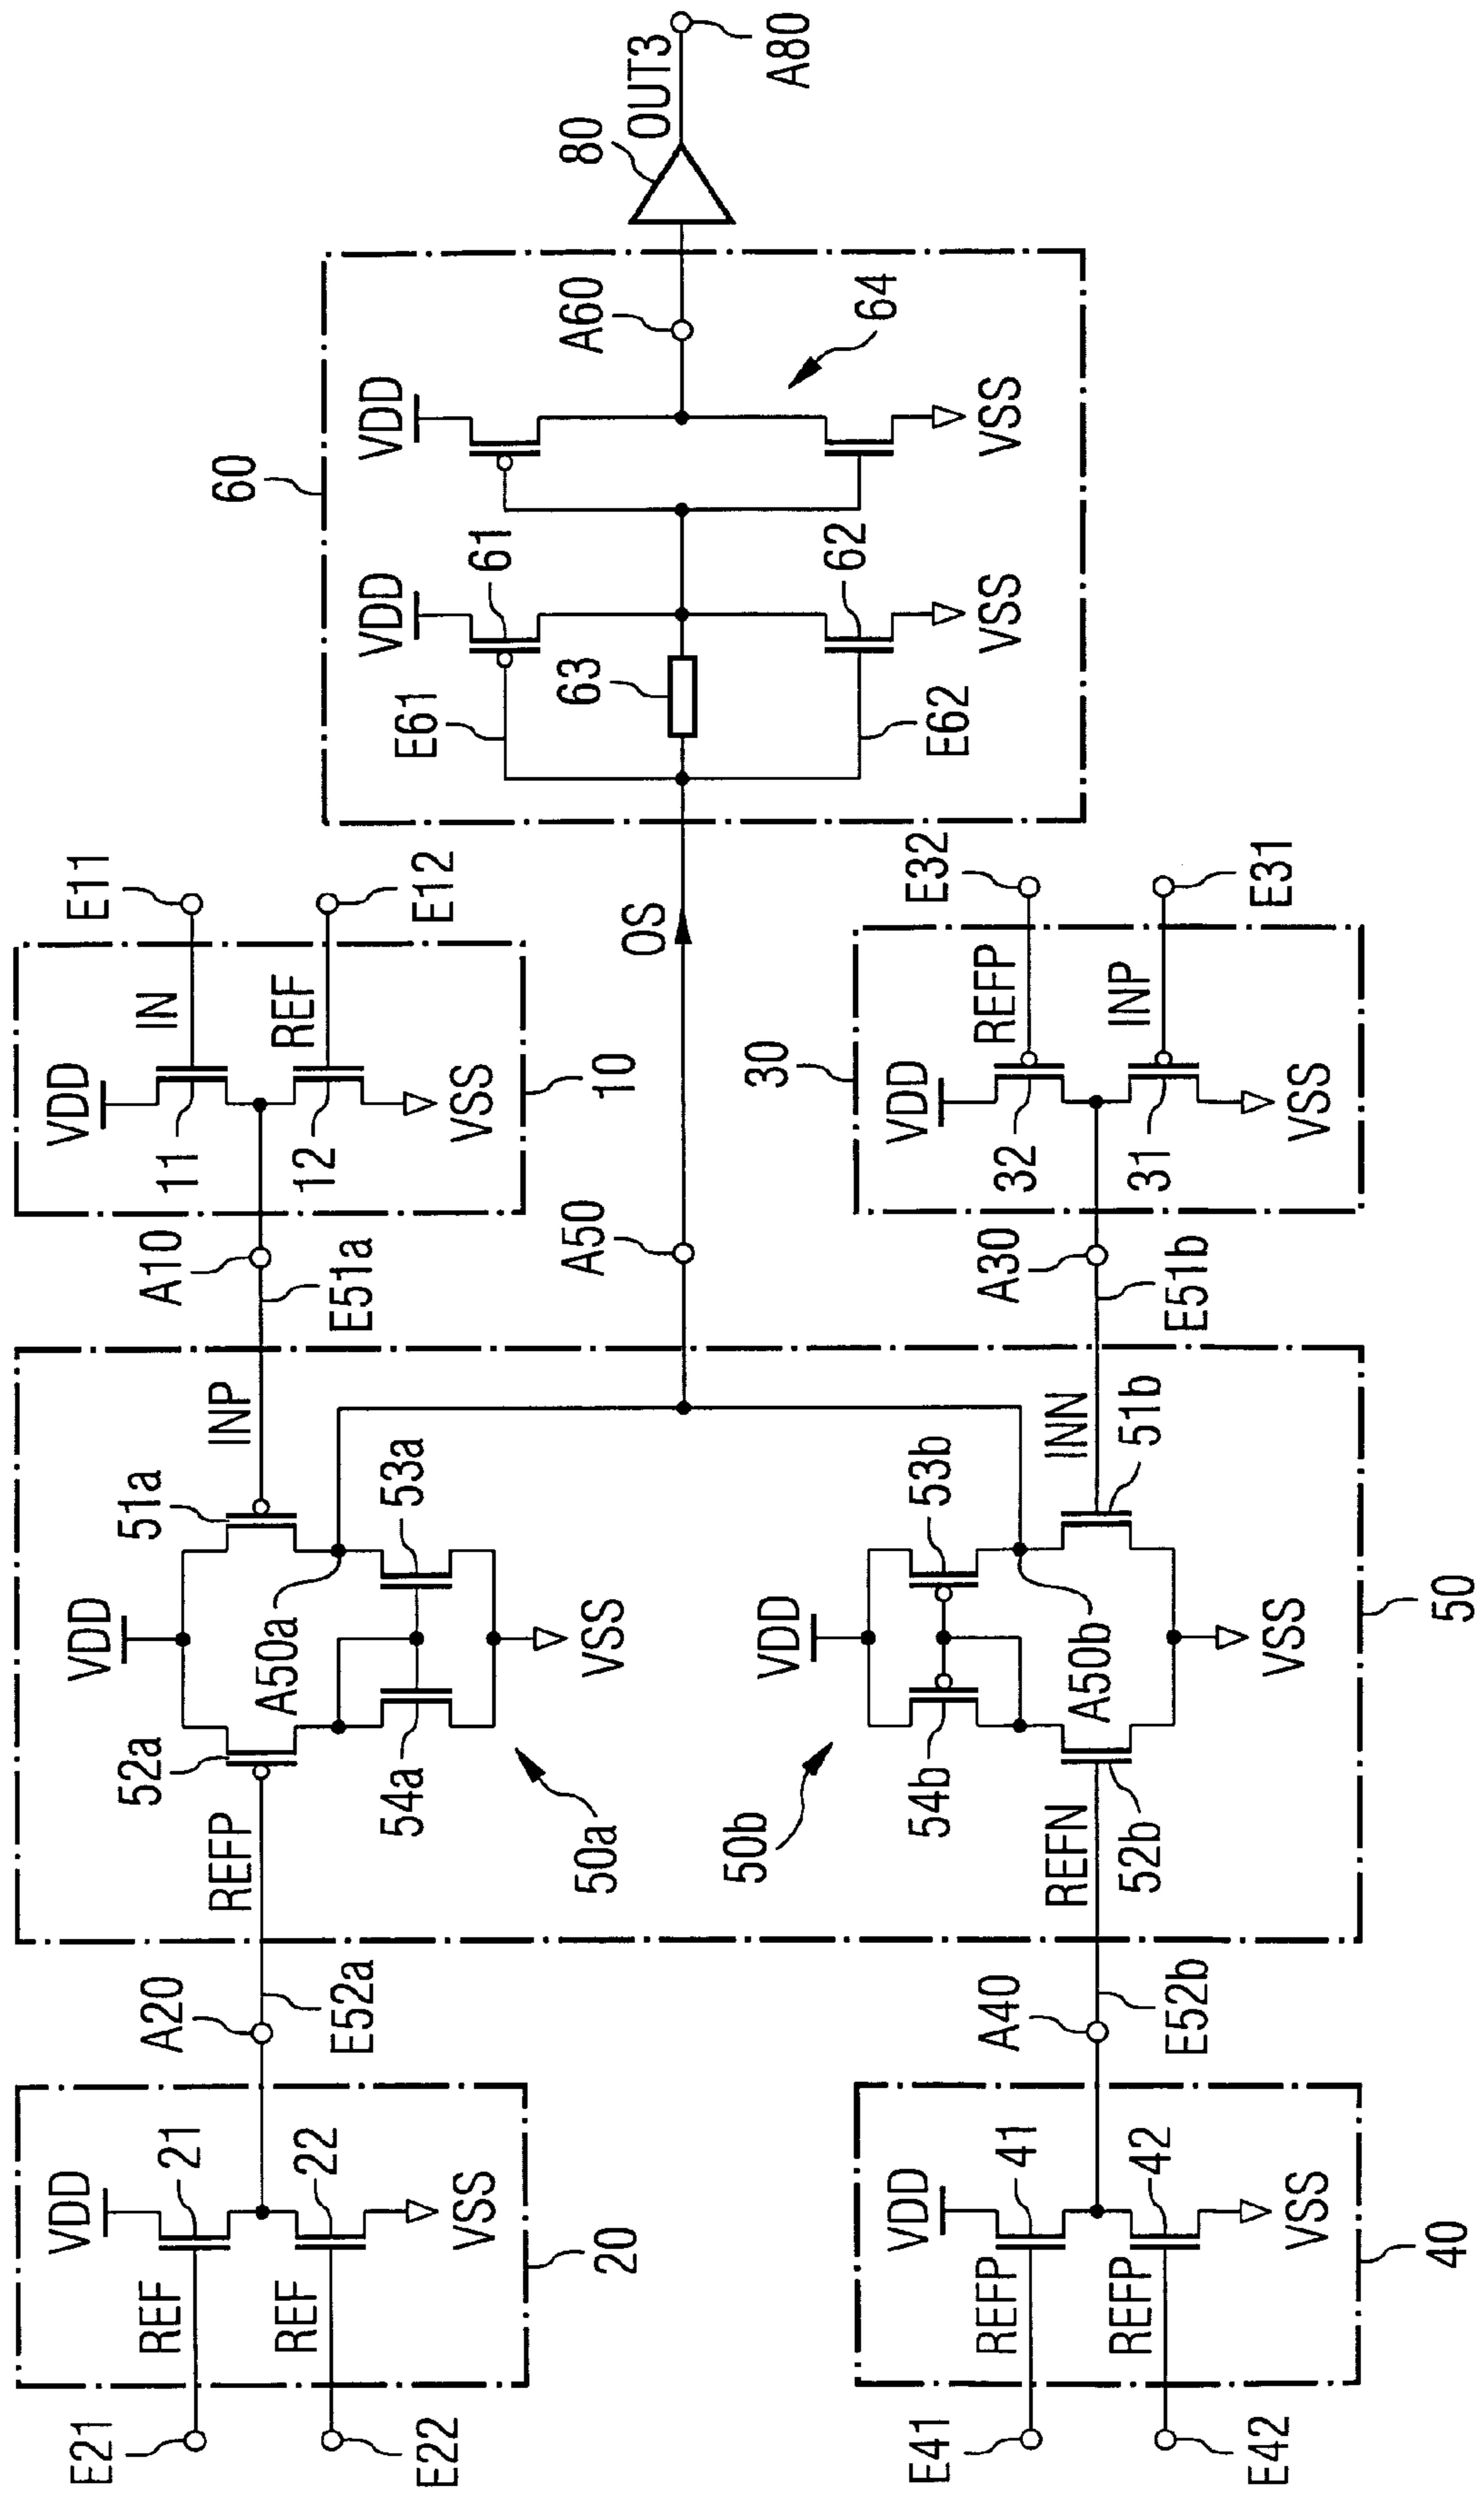 E21
E22
VDD
21
REF
22
REF
VSS
20
A20
E52a
VDD
52a
REFP
A50a
54a
50a
VSS
51a
INP
53a
A10
E51a
VDD
IN
E11
11
REF
E12
12
VSS
10
A50
OS
60
VDD
61
E61
63
62
E62
VSS
VDD
64
VSS
A60
80
OUT3
A80
E41
E42
VDD
41
REFP
42
REFP
VSS
40
A40
E52b
50b
VDD
54b
REFN
52b
A50b
VSS
50
53b
INN
51b
A30
E51b
30
VDD
REFP
E32
32
INP
E31
31
VSS